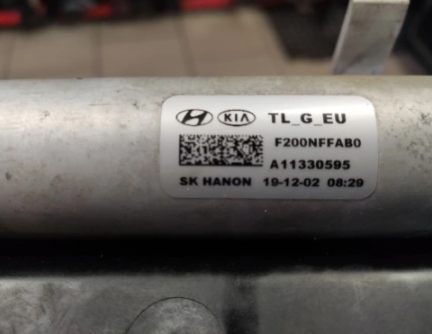 KIA TL_G_EU
F200NFFAB0
A11330595
SK HANON 19-12-02 08:29